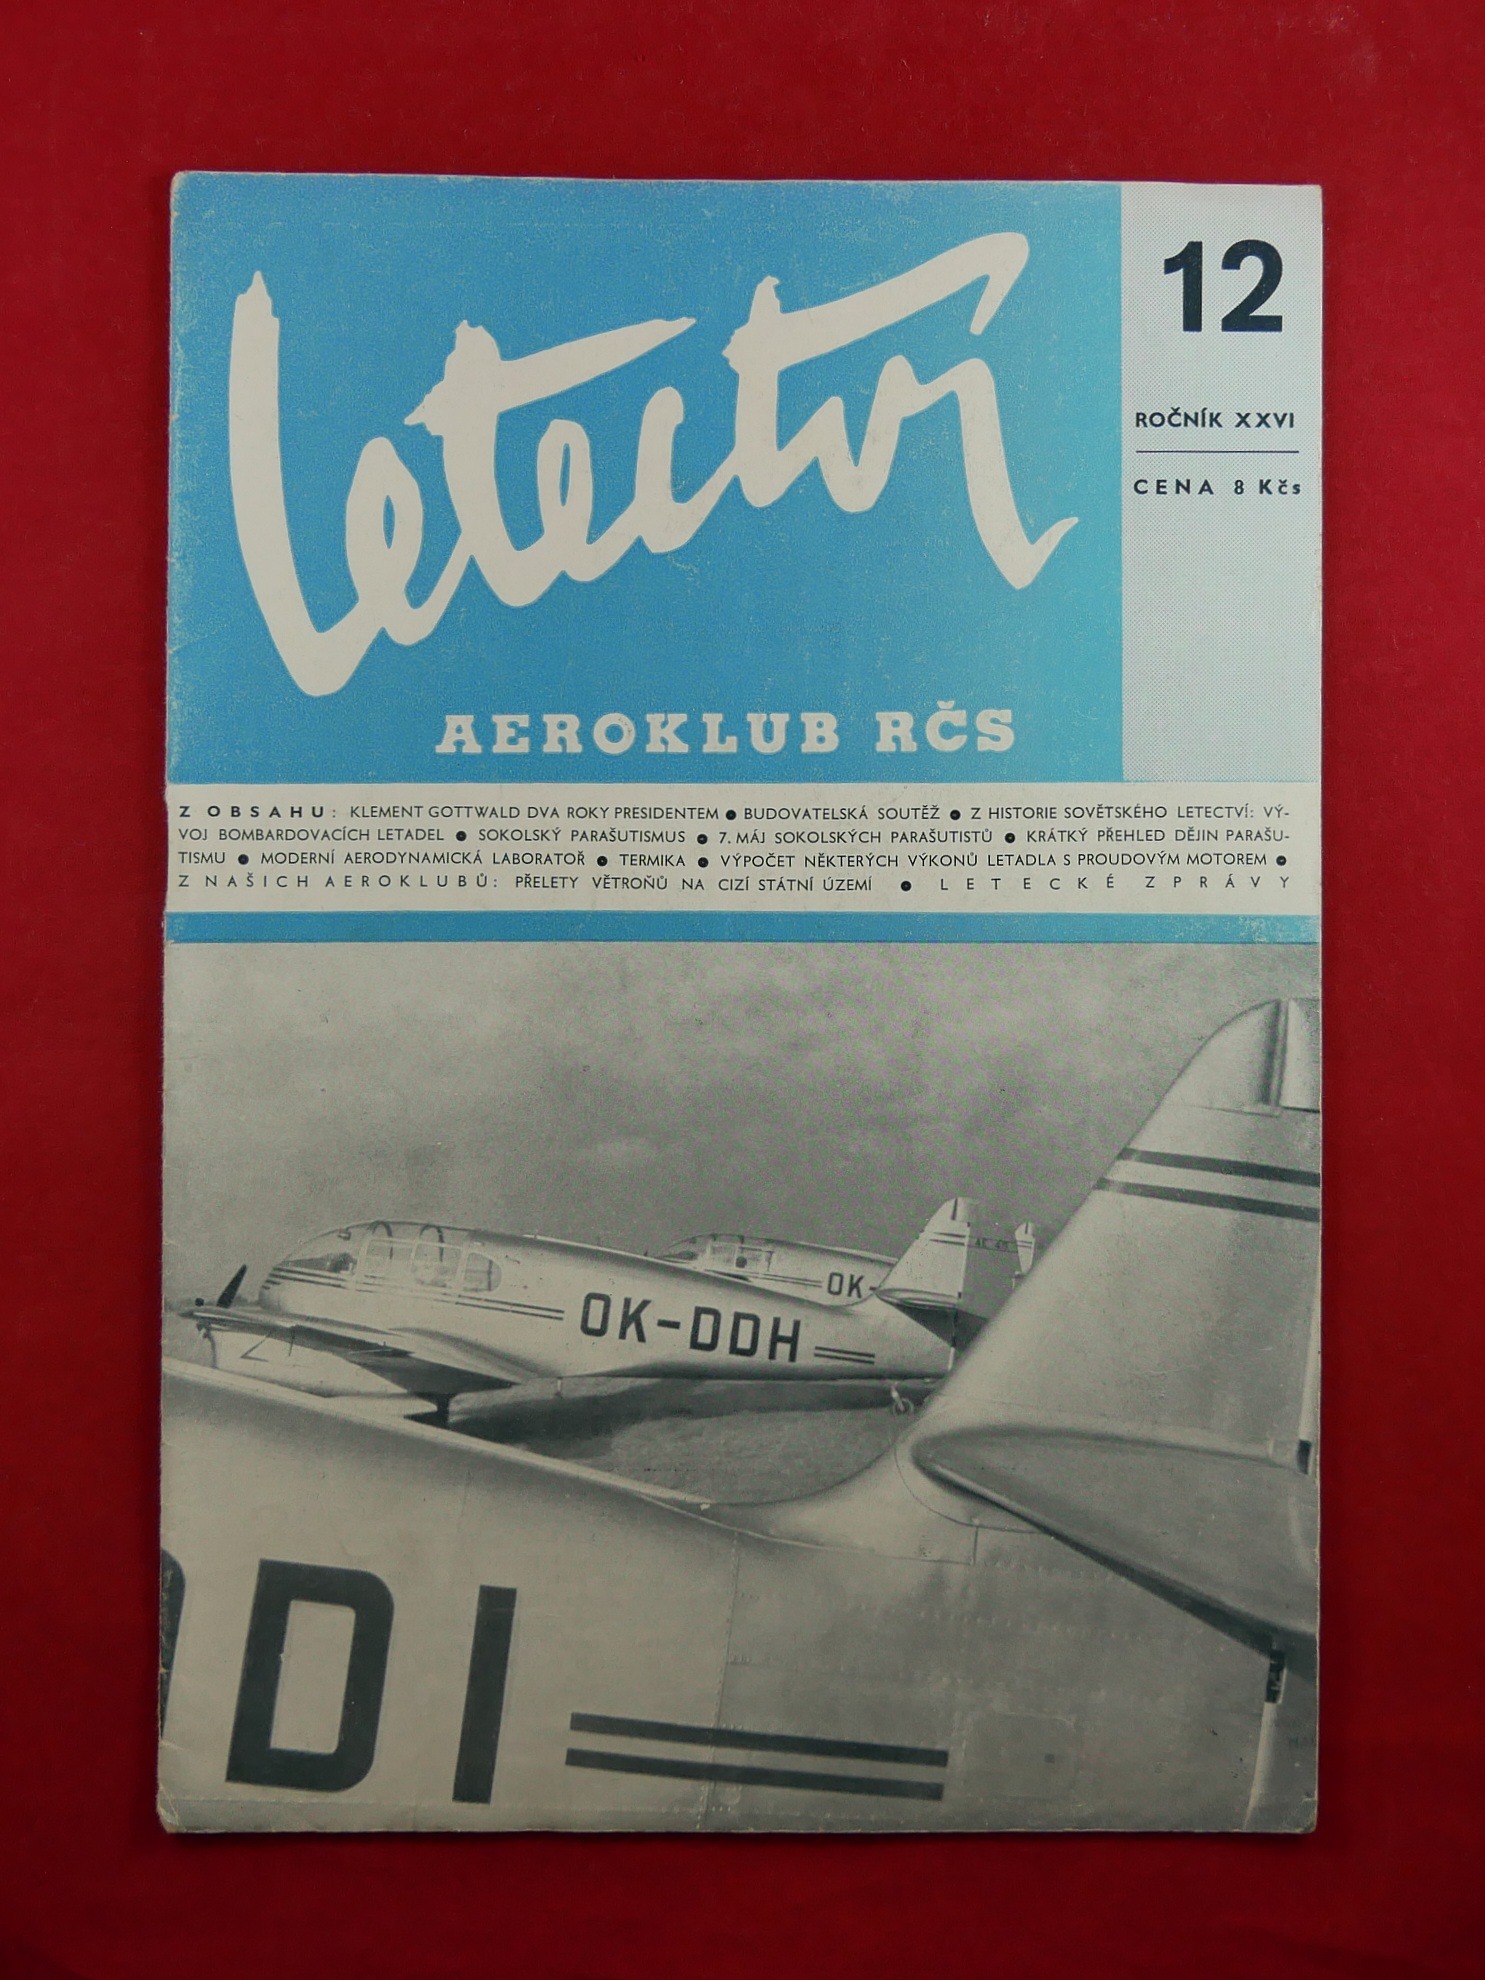 Letectví
12
ROČNÍK XXVI
CENA 8 Kčs
AEROKLUB RČS
Z OBSAHU: KLEMENT GOTTWALD DVA ROKY PRESIDENTEM ● BUDOVATELSKÁ SOUTĚŽ ● Z HISTORIE SOVĚTSKÉHO LETECTVÍ: VÝ-
VOJ BOMBARDOVACÍCH LETADEL ● SOKOLSKÝ PARAŠUTISMUS ● 7. MÁJ SOKOLSKÝCH PARAŠUTISTŮ ● KRÁTKÝ PŘEHLED DĚJIN PARAŠU-
TISMU ● MODERNÍ AERODYNAMICKÁ LABORATOŘ ● TERMIKA ● VÝPOČET NĚKTERÝCH VÝKONŮ LETADLA S PROUDOVÝM MOTOREM ●
Z NAŠICH AEROKLUBŮ: PŘELETY VĚTROŇŮ NA CIZÍ STÁTNÍ ÚZEMÍ ● LETECKÉ ZPRÁVY
OK-
OK-DDH
DI